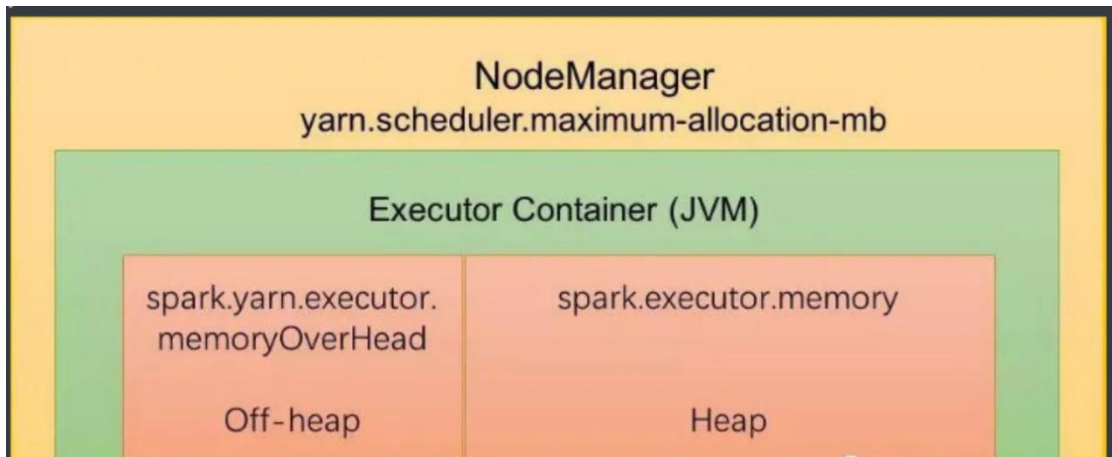 NodeManager
yarn.scheduler.maximum-allocation-mb
Executor Container (JVM)
spark.yarn.executor.
memoryOverHead
spark.executor.memory
Off-heap
Heap